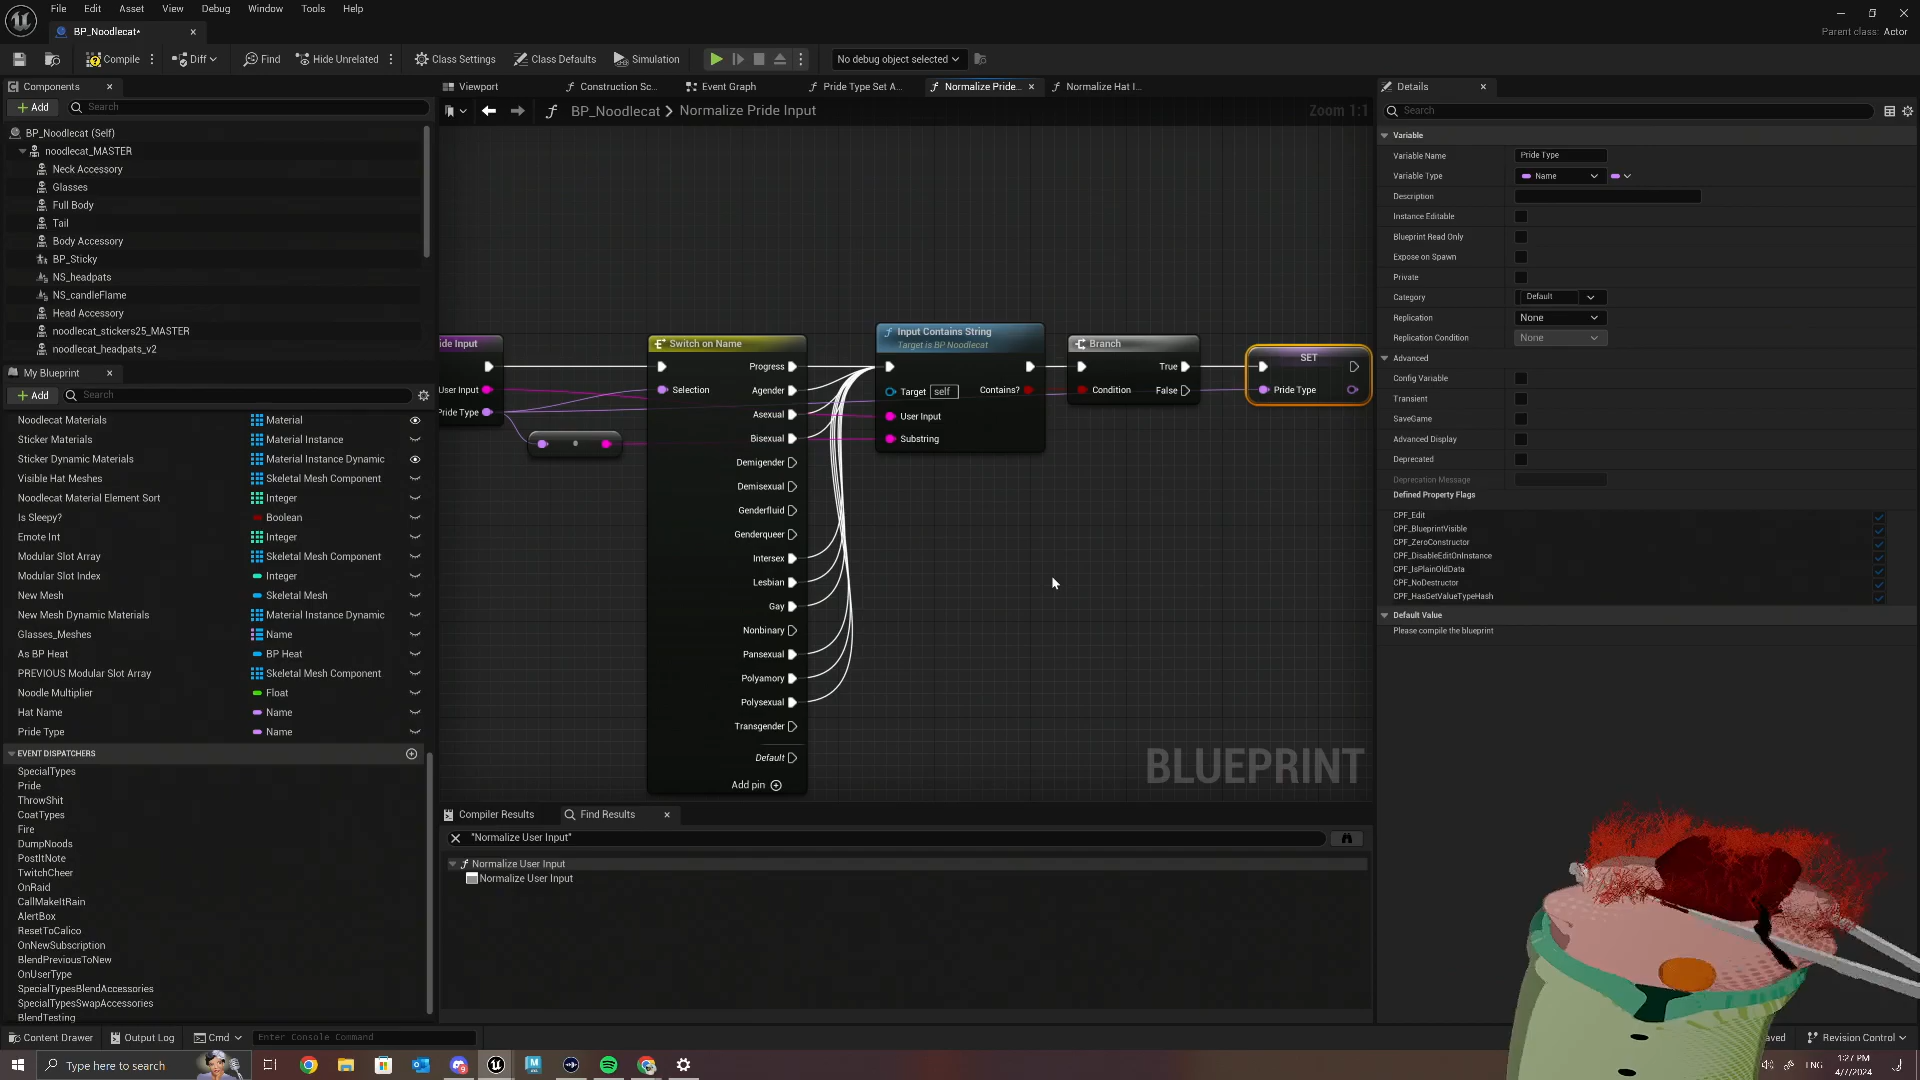 File Edit Asset View Debug Window Tools Help
BP_Noodlecat*
Parent class: Actor
Compile Diff Find Hide Unrelated Class Settings Class Defaults Simulation No debug object selected
Components
Viewport Construction Sc... Event Graph Pride Type Set A... Normalize Pride... Normalize Hat I...
Details
Add Search
BP_Noodlecat > Normalize Pride Input
Zoom 1:1
Search
BP_Noodlecat (Self)
noodlecat_MASTER
Neck Accessory
Glasses
Full Body
Tail
Body Accessory
BP_Sticky
NS_headpats
NS_candleFlame
Head Accessory
noodlecat_stickers25_MASTER
noodlecat_headpats_v2
My Blueprint
Add Search
Noodlecat Materials Material
Sticker Materials Material Instance
Sticker Dynamic Materials Material Instance Dynamic
Visible Hat Meshes Skeletal Mesh Component
Noodlecat Material Element Sort Integer
Is Sleepy? Boolean
Emote Int Integer
Modular Slot Array Skeletal Mesh Component
Modular Slot Index Integer
New Mesh Skeletal Mesh
New Mesh Dynamic Materials Material Instance Dynamic
Glasses_Meshes Name
As BP Heat BP Heat
PREVIOUS Modular Slot Array Skeletal Mesh Component
Noodle Multiplier Float
Hat Name Name
Pride Type Name
EVENT DISPATCHERS
SpecialTypes
Pride
ThrowShit
CoatTypes
Fire
DumpNoods
PostItNote
TwitchCheer
OnRaid
CallMakeItRain
AlertBox
ResetToCalico
OnNewSubscription
BlendPreviousToNew
OnUserType
SpecialTypesBlendAccessories
SpecialTypesSwapAccessories
BlendTesting
ide Input
User Input
Pride Type
Switch on Name
Selection
Progress
Agender
Asexual
Bisexual
Demigender
Demisexual
Genderfluid
Genderqueer
Intersex
Lesbian
Gay
Nonbinary
Pansexual
Polyamory
Polysexual
Transgender
Default
Add pin
Input Contains String
Target is BP Noodlecat
Target self Contains?
User Input
Substring
Branch
True
Condition False
SET
Pride Type
BLUEPRINT
Compiler Results Find Results
"Normalize User Input"
Normalize User Input
Normalize User Input
Variable
Variable Name Pride Type
Variable Type Name
Description
Instance Editable
Blueprint Read Only
Expose on Spawn
Private
Category Default
Replication None
Replication Condition None
Advanced
Config Variable
Transient
SaveGame
Advanced Display
Deprecated
Deprecation Message
Defined Property Flags
CPF_Edit
CPF_BlueprintVisible
CPF_ZeroConstructor
CPF_DisableEditOnInstance
CPF_IsPlainOldData
CPF_NoDestructor
CPF_HasGetValueTypeHash
Default Value
Please compile the blueprint
Content Drawer Output Log Cmd Enter Console Command
aved Revision Control
Type here to search
ENG
1:27 PM
4/7/2024